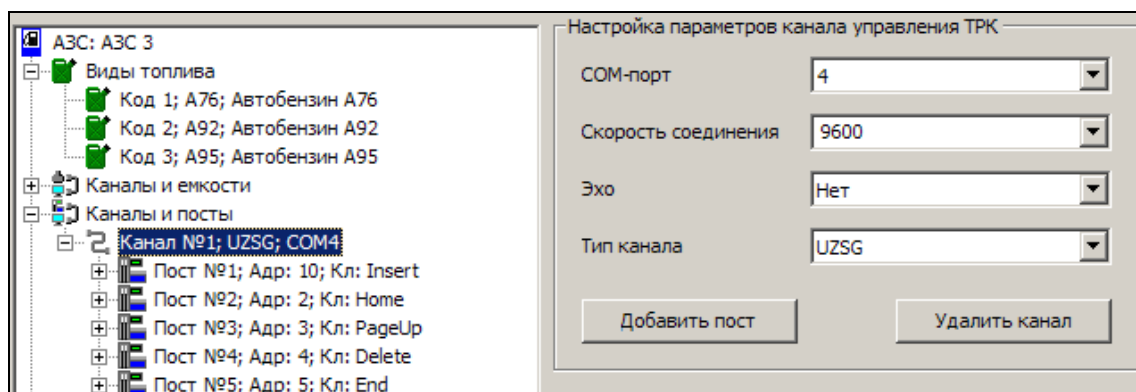 АЗС: АЗС 3
Виды топлива
Код 1; А76; Автобензин А76
Код 2; А92; Автобензин А92
Код 3; А95; Автобензин А95
Каналы и емкости
Каналы и посты
Канал №1; UZSG; COM4
Пост №1; Адр: 10; Кл: Insert
Пост №2; Адр: 2; Кл: Home
Пост №3; Адр: 3; Кл: PageUp
Пост №4; Адр: 4; Кл: Delete
Пост №5; Адр: 5; Кл: End
Настройка параметров канала управления ТРК
COM-порт 4
Скорость соединения 9600
Эхо Нет
Тип канала UZSG
Добавить пост Удалить канал